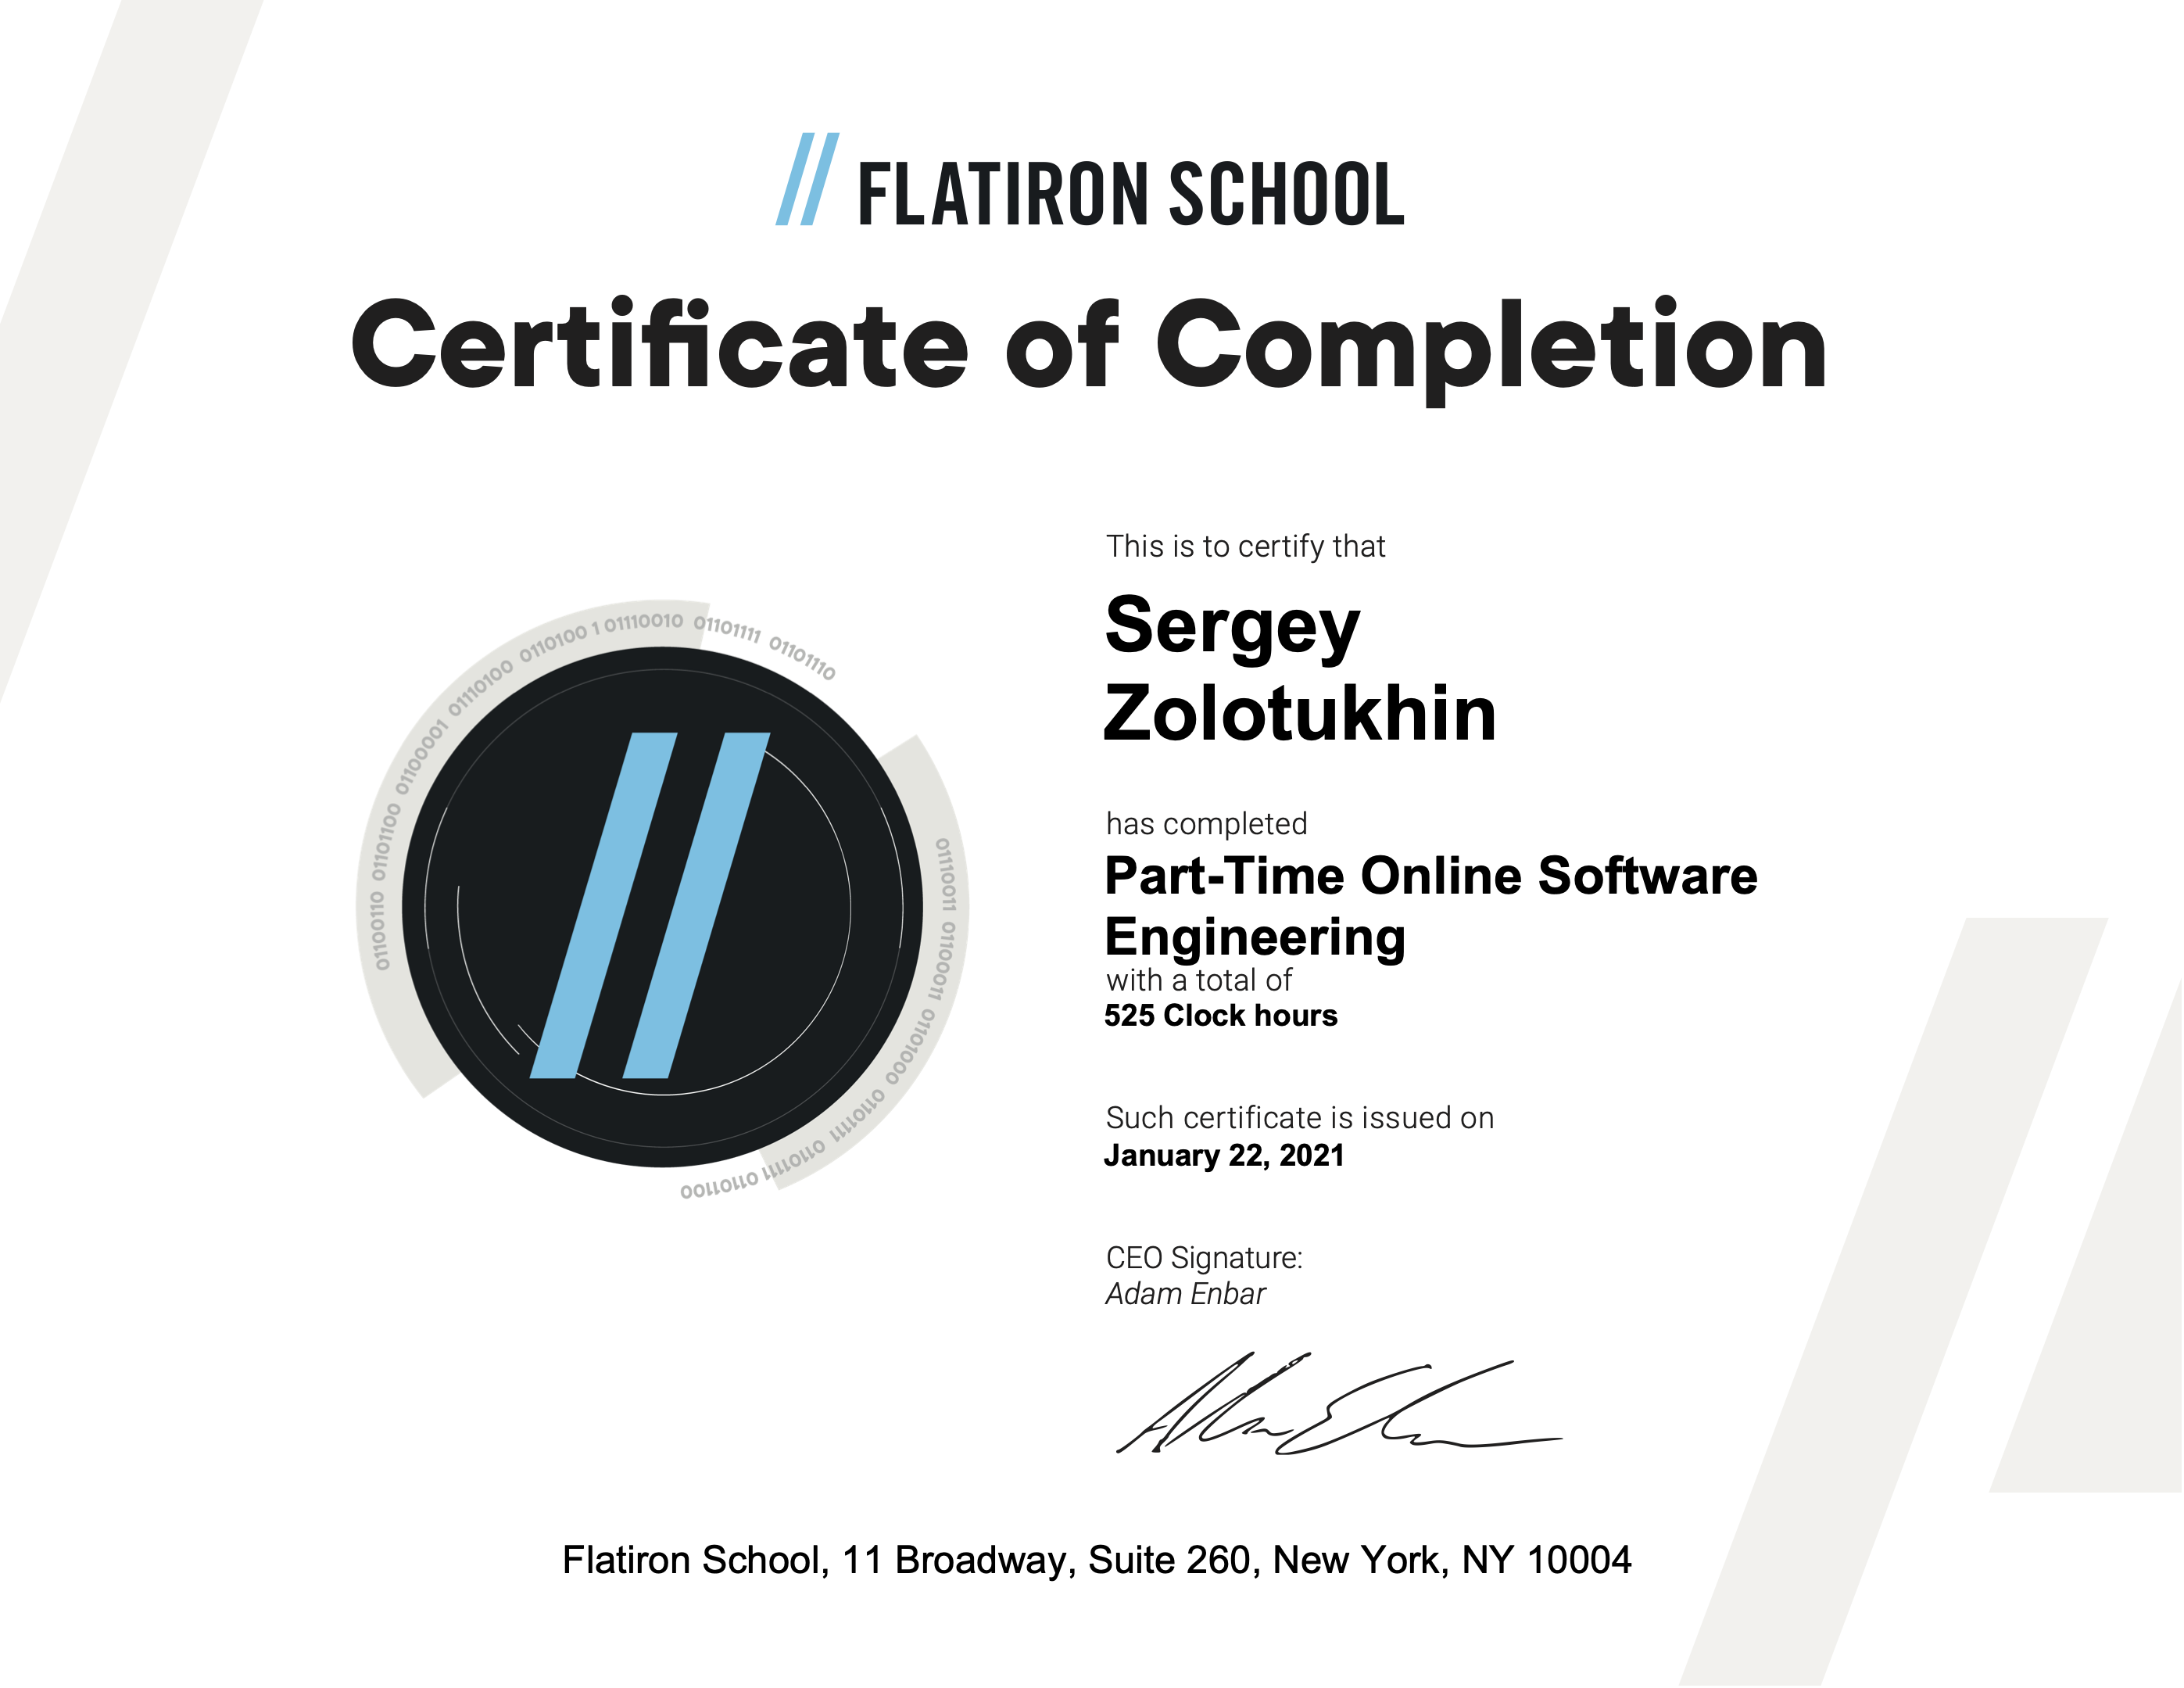 FLATIRON SCHOOL
Certificate of Completion
This is to certify that
Sergey
Zolotukhin
has completed
Part-Time Online Software
Engineering
with a total of
525 Clock hours
Such certificate is issued on
January 22, 2021
CEO Signature:
Adam Enbar
01100110 01101100 01100001 01110100 0110100 1 01110010 01101111 01101110
01110011 01100011 01101000 01101111 01101111 01101100
Flatiron School, 11 Broadway, Suite 260, New York, NY 10004